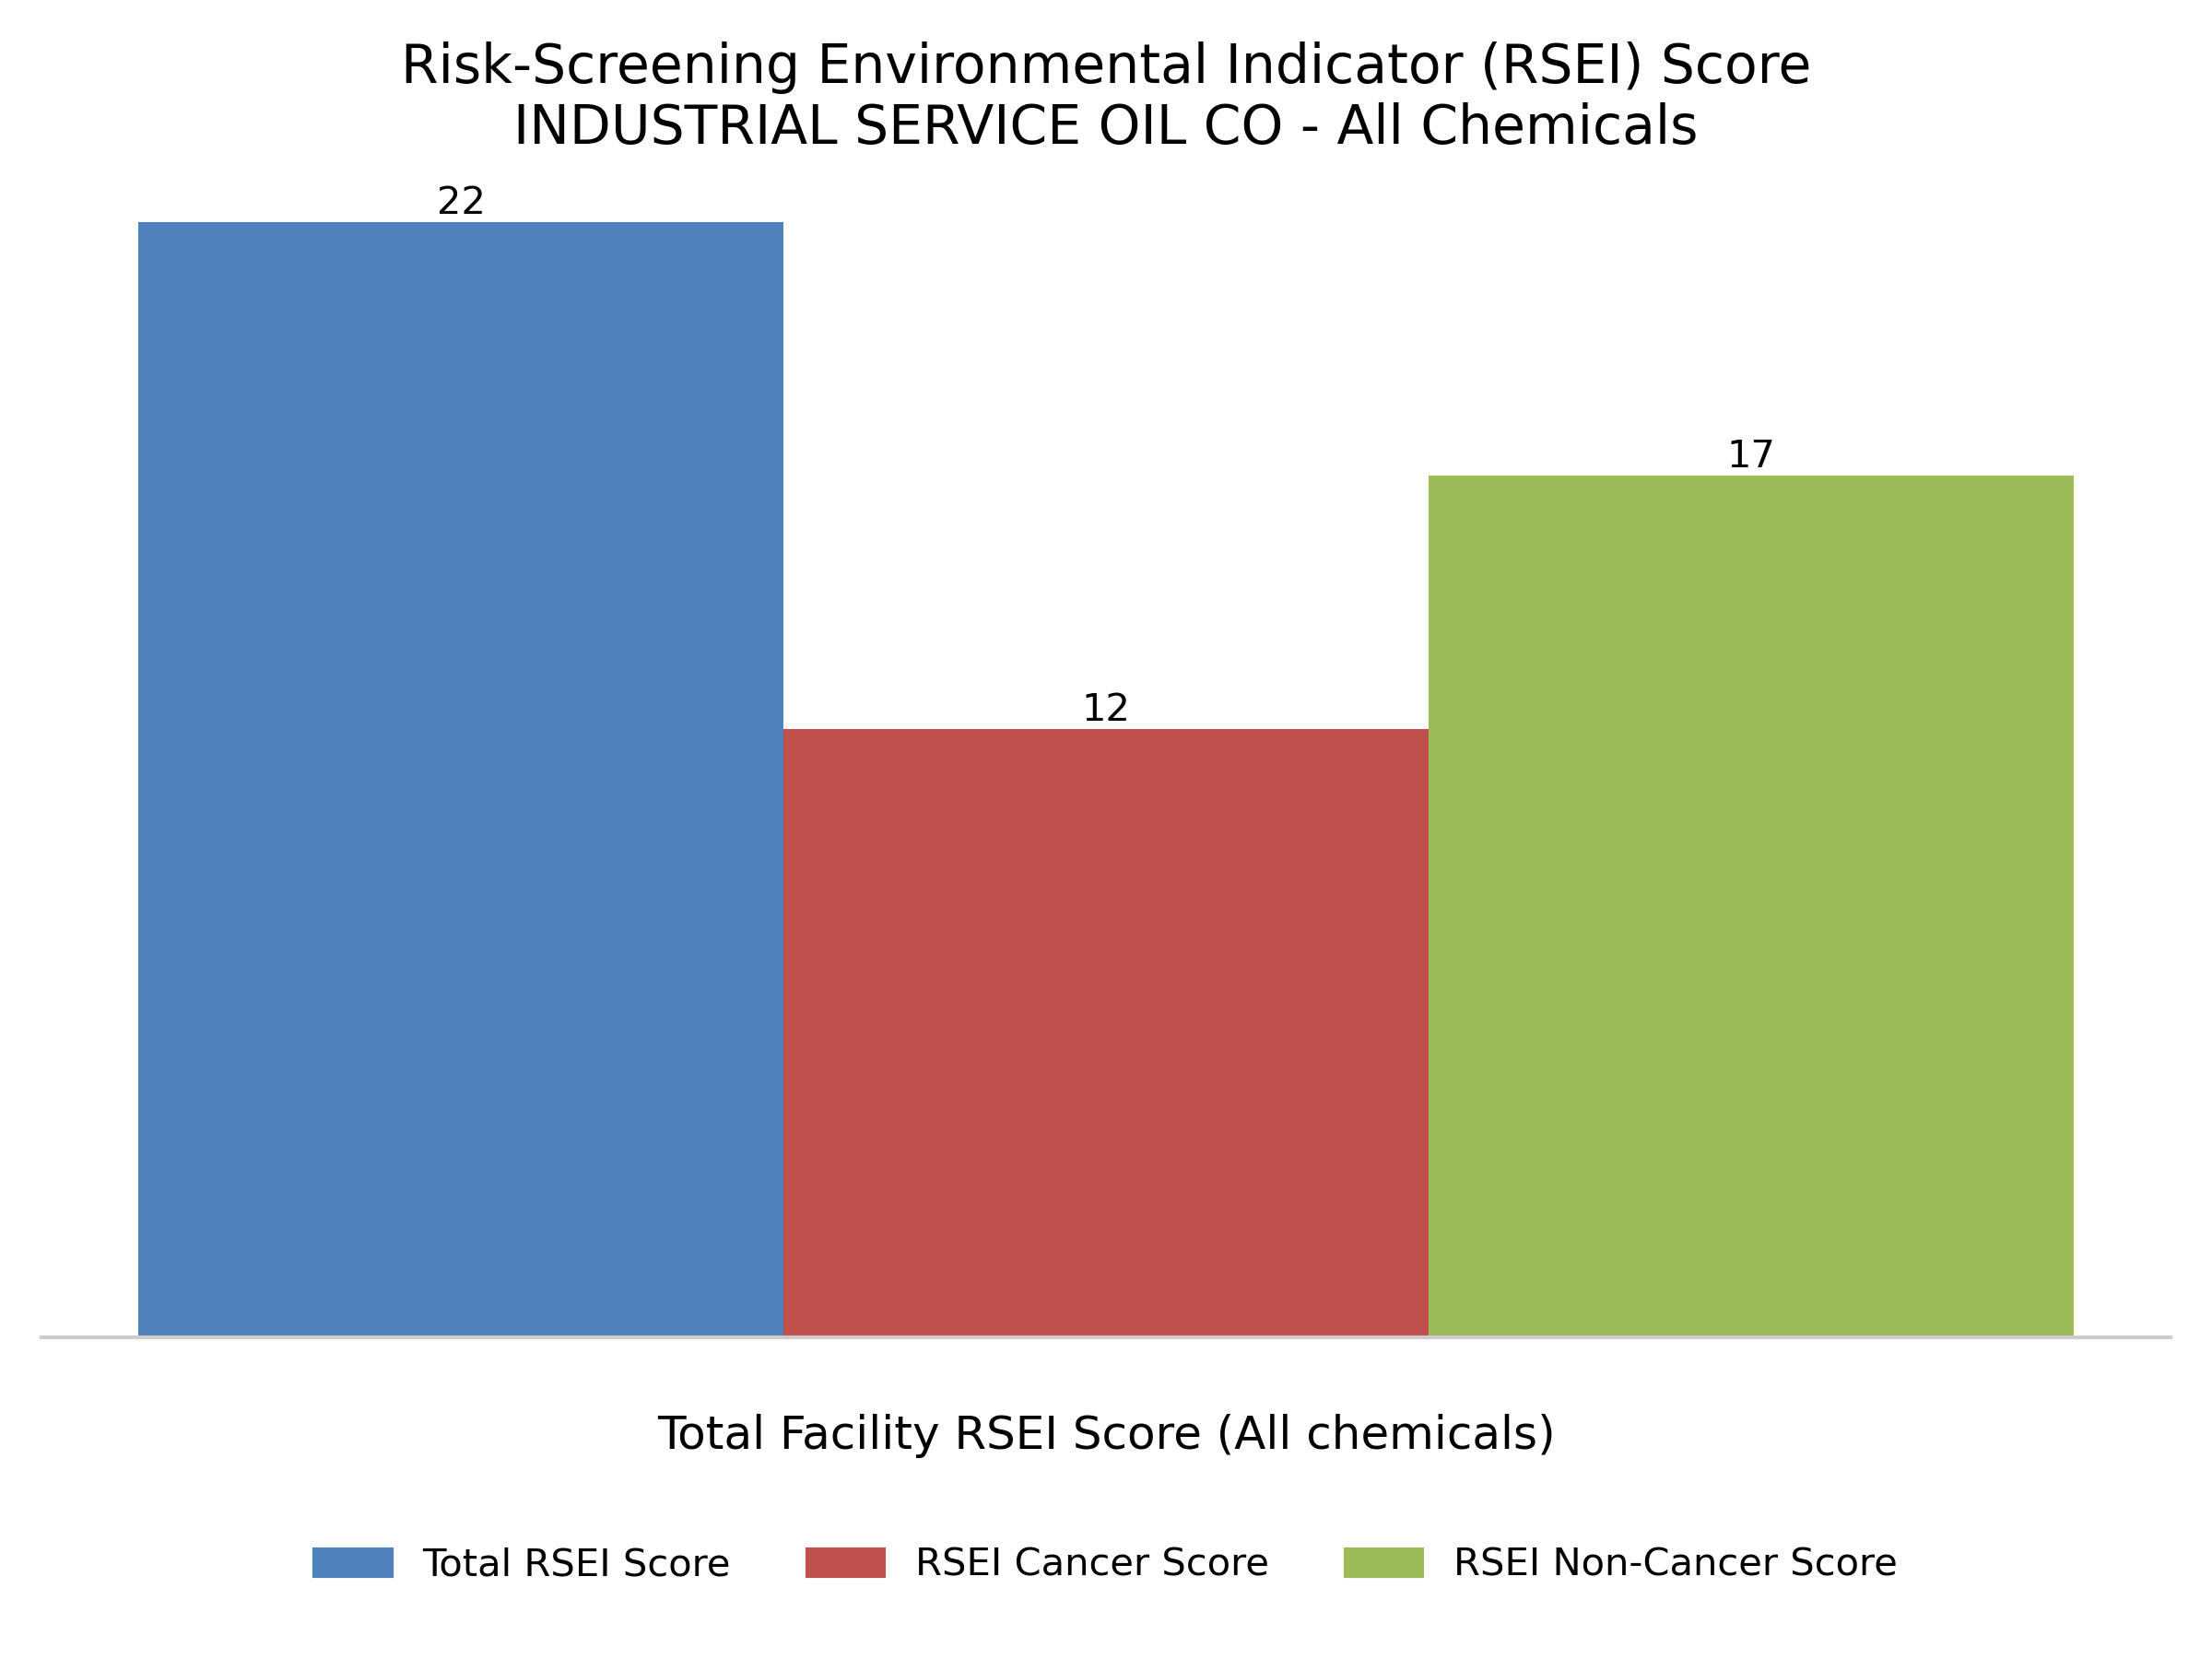 Risk-Screening Environmental Indicator (RSEI) Score
INDUSTRIAL SERVICE OIL CO - All Chemicals
22
17
12
Total Facility RSEI Score (All chemicals)
Total RSEI Score
RSEI Cancer Score
RSEI Non-Cancer Score